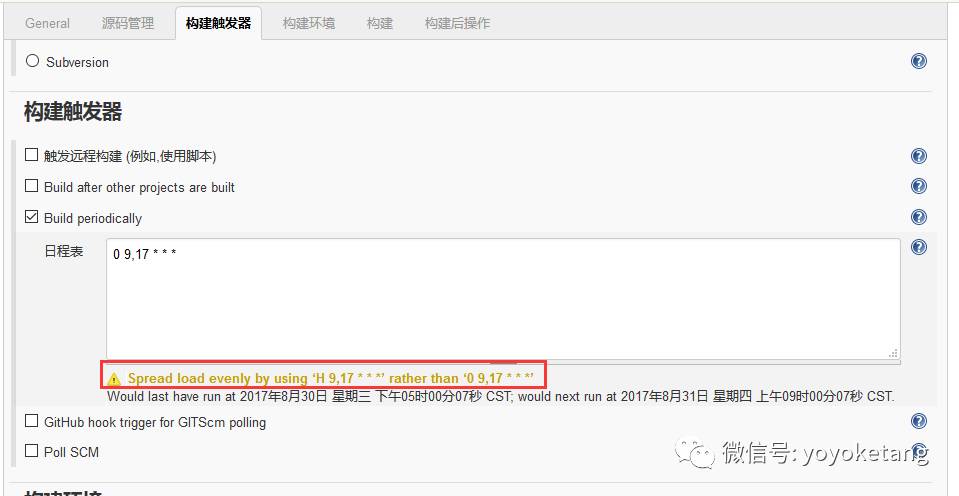 General 源码管理 构建触发器 构建环境 构建 构建后操作
Subversion
构建触发器
触发远程构建 (例如,使用脚本)
Build after other projects are built
Build periodically
日程表
0 9,17 * * *
Spread load evenly by using ‘H 9,17 * * *’ rather than ‘0 9,17 * * *’
Would last have run at 2017年8月30日 星期三 下午05时00分07秒 CST; would next run at 2017年8月31日 星期四 上午09时00分07秒 CST.
GitHub hook trigger for GITScm polling
Poll SCM
微信号: yoyoketang
构建环境